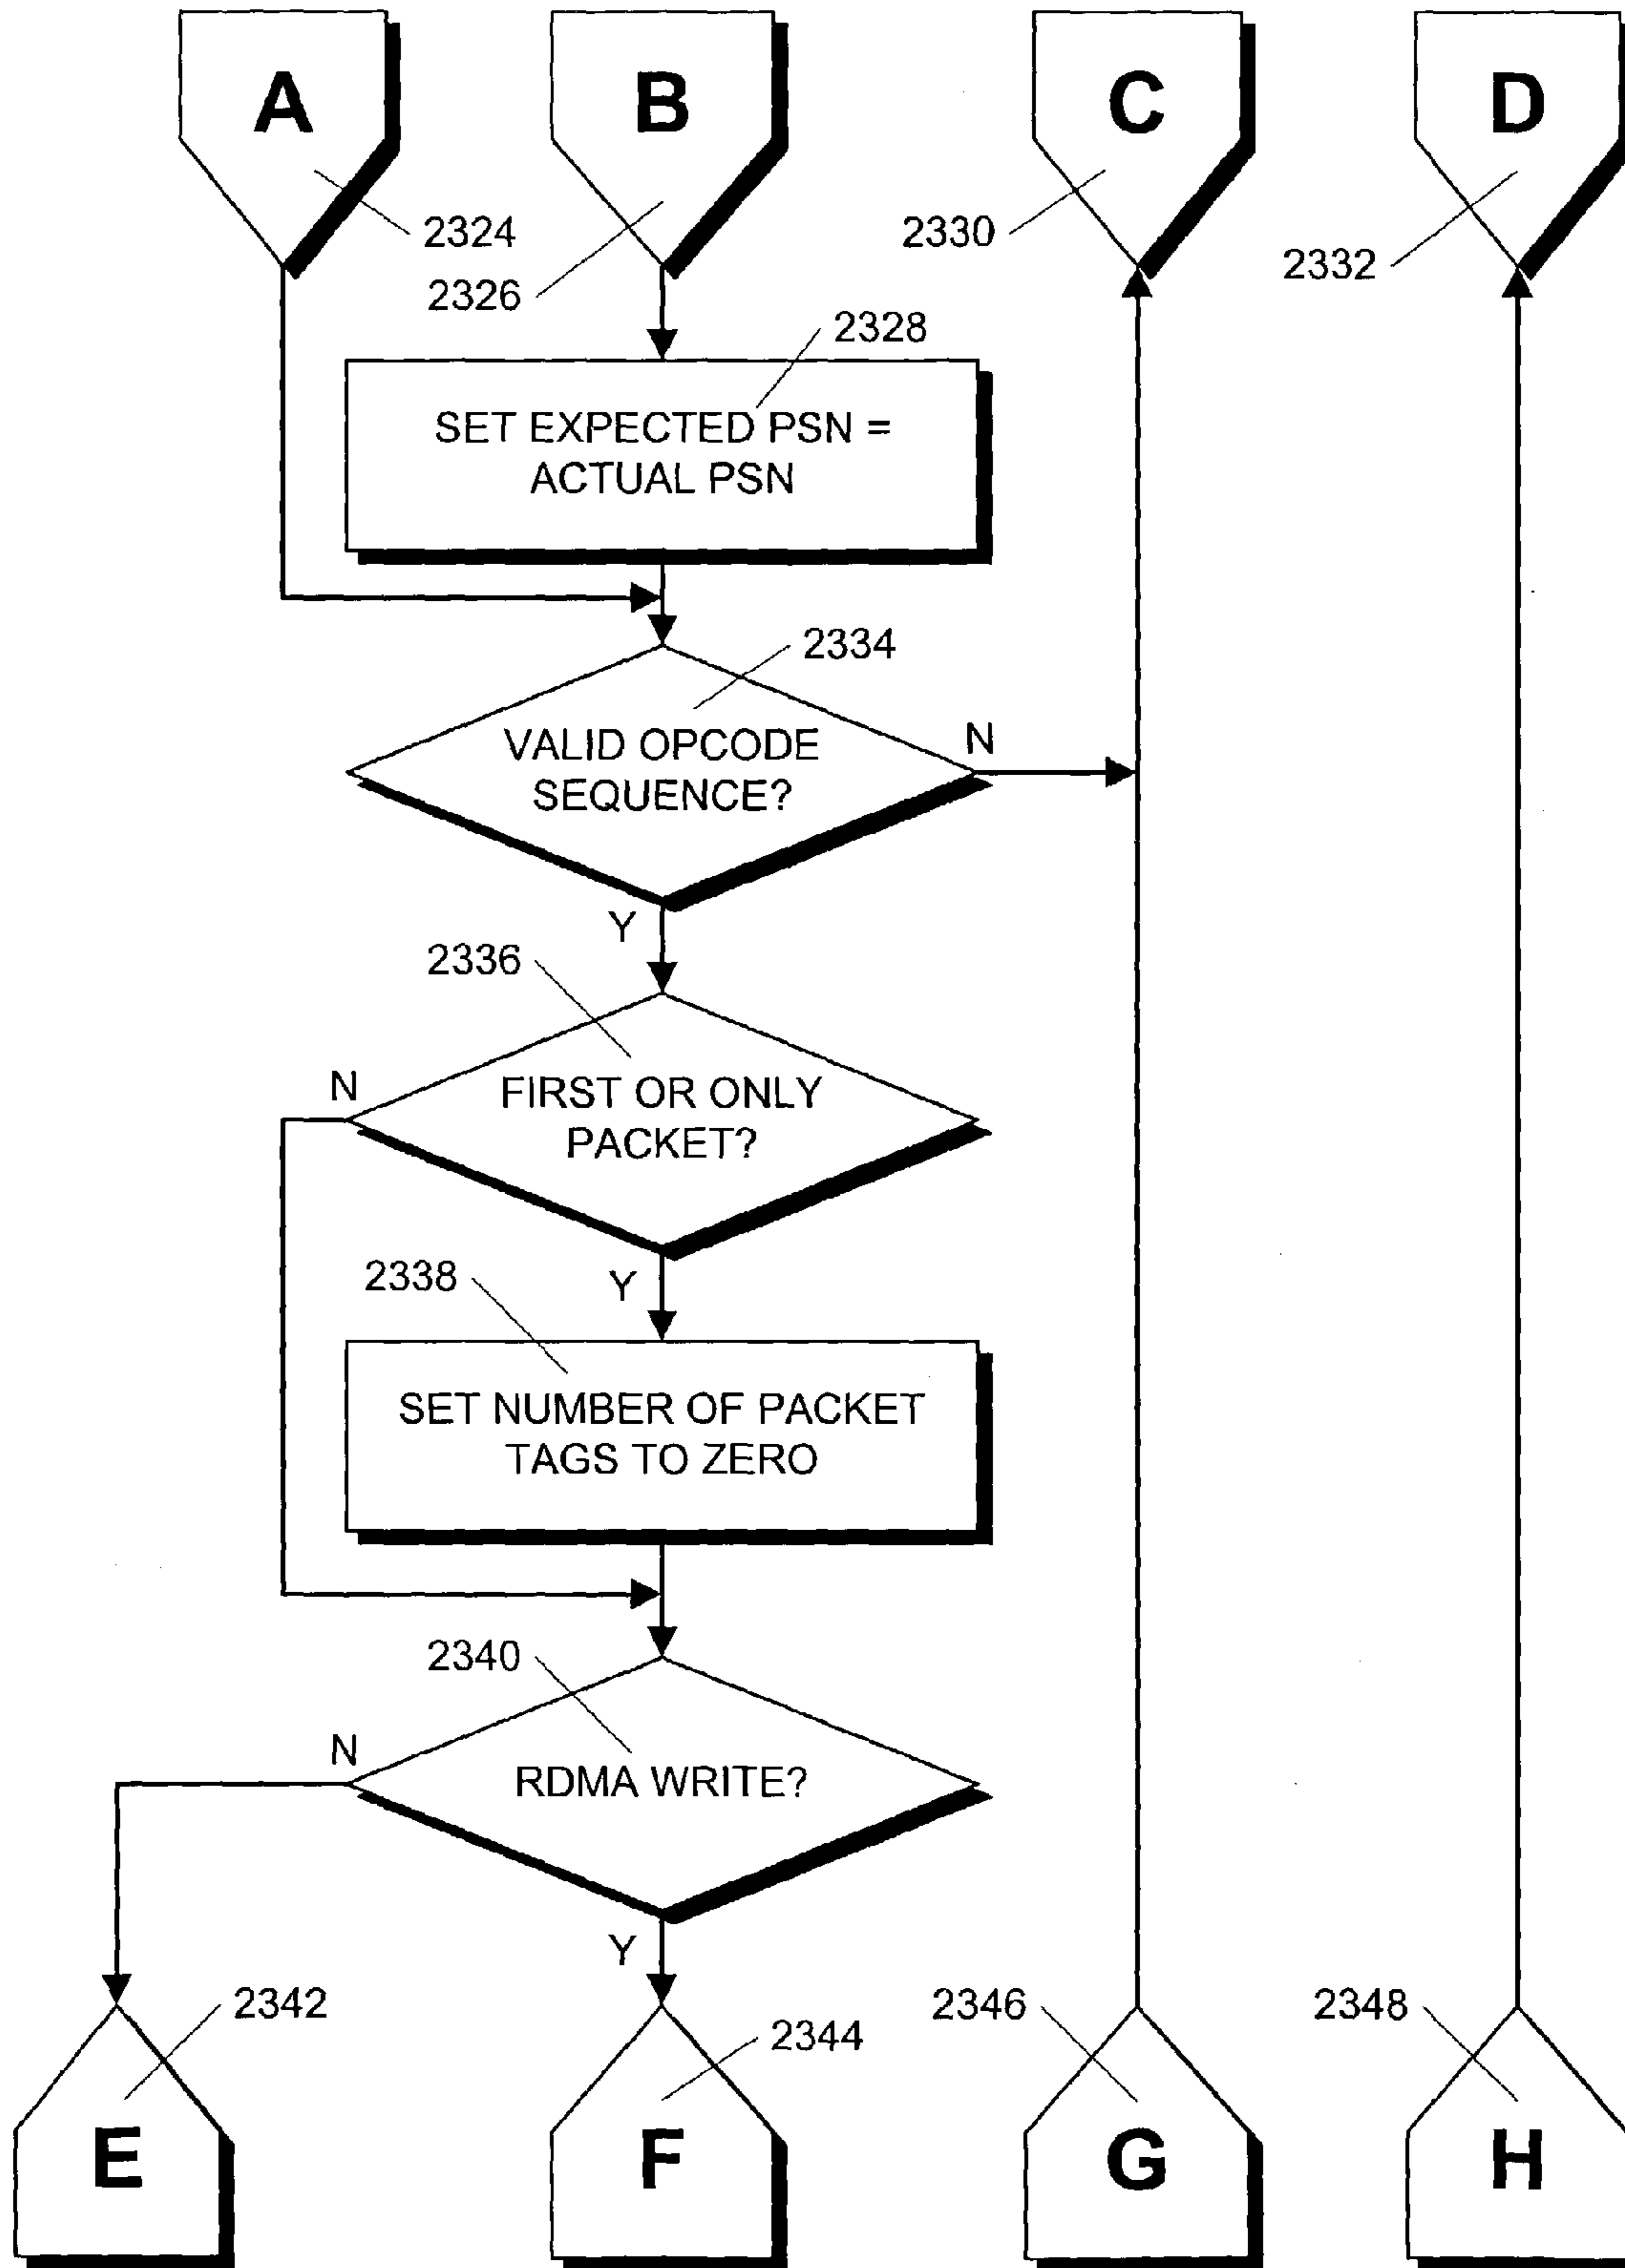 A
B
C
D
2324
2330
2332
2326
2328
SET EXPECTED PSN =
ACTUAL PSN
2334
VALID OPCODE
SEQUENCE?
N
Y
2336
N
FIRST OR ONLY
PACKET?
2338
Y
SET NUMBER OF PACKET
TAGS TO ZERO
2340
N
RDMA WRITE?
Y
2342
2344
2346
2348
E
F
G
H